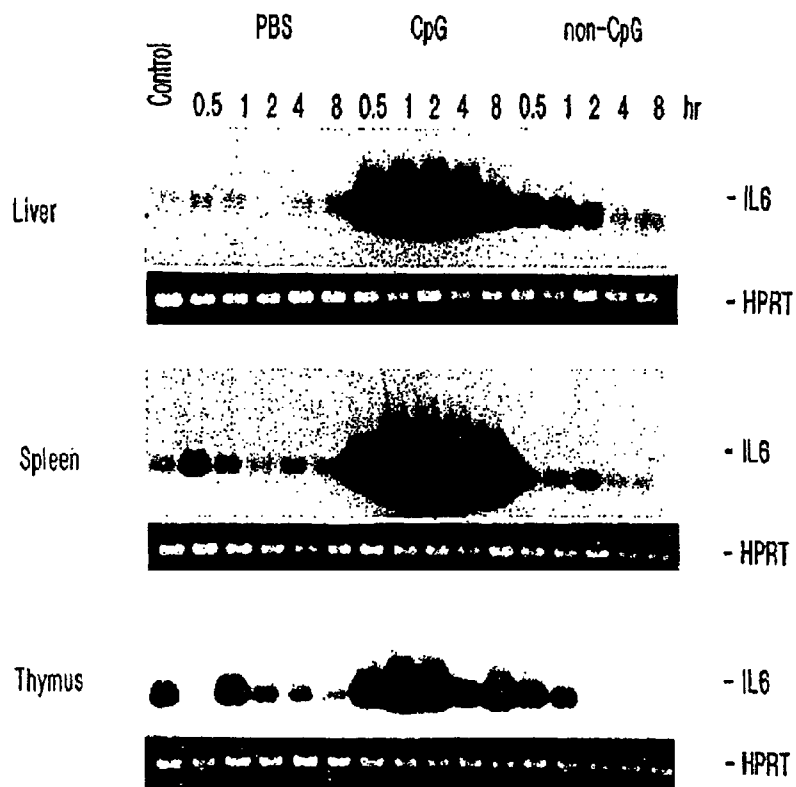 PBS CpG non-CpG
Control
0.5 1 2 4 8 0.5 1 2 4 8 0.5 1 2 4 8 hr
Liver
- IL6
- HPRT
Spleen
- IL6
- HPRT
Thymus
- IL6
- HPRT